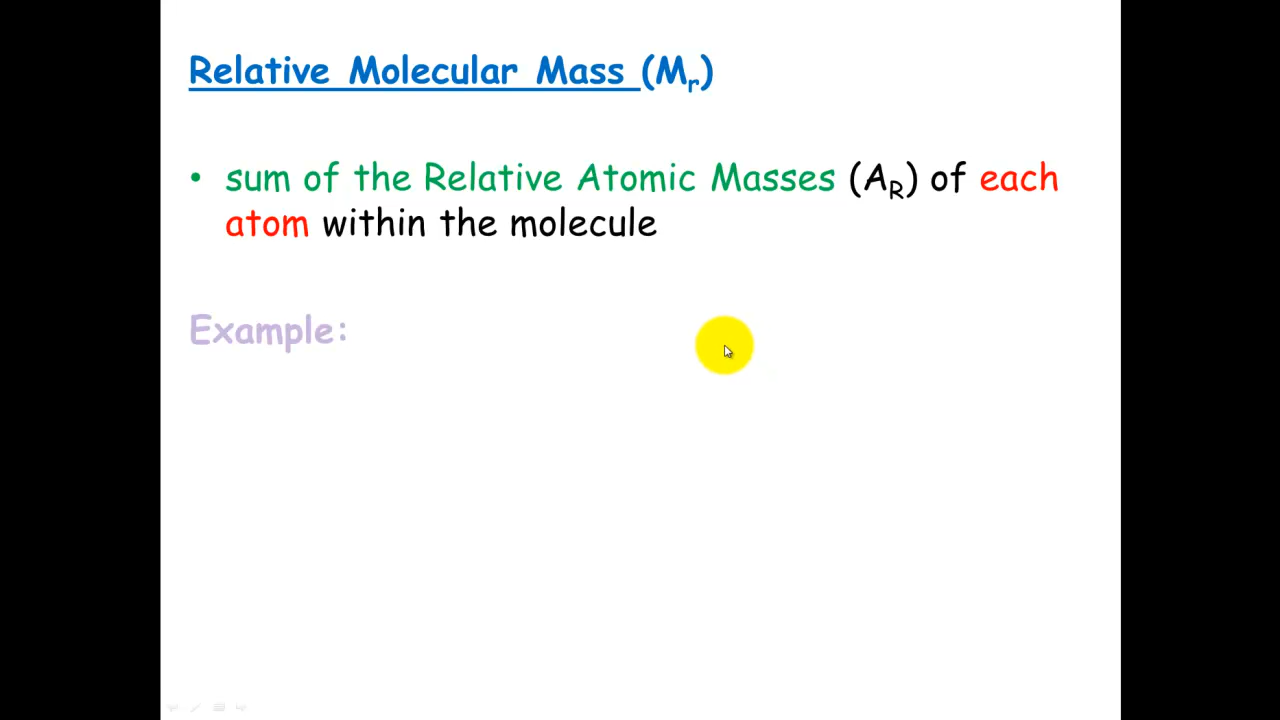 Relative Molecular Mass (Mr)
• sum of the Relative Atomic Masses (AR) of each
atom within the molecule
Example: